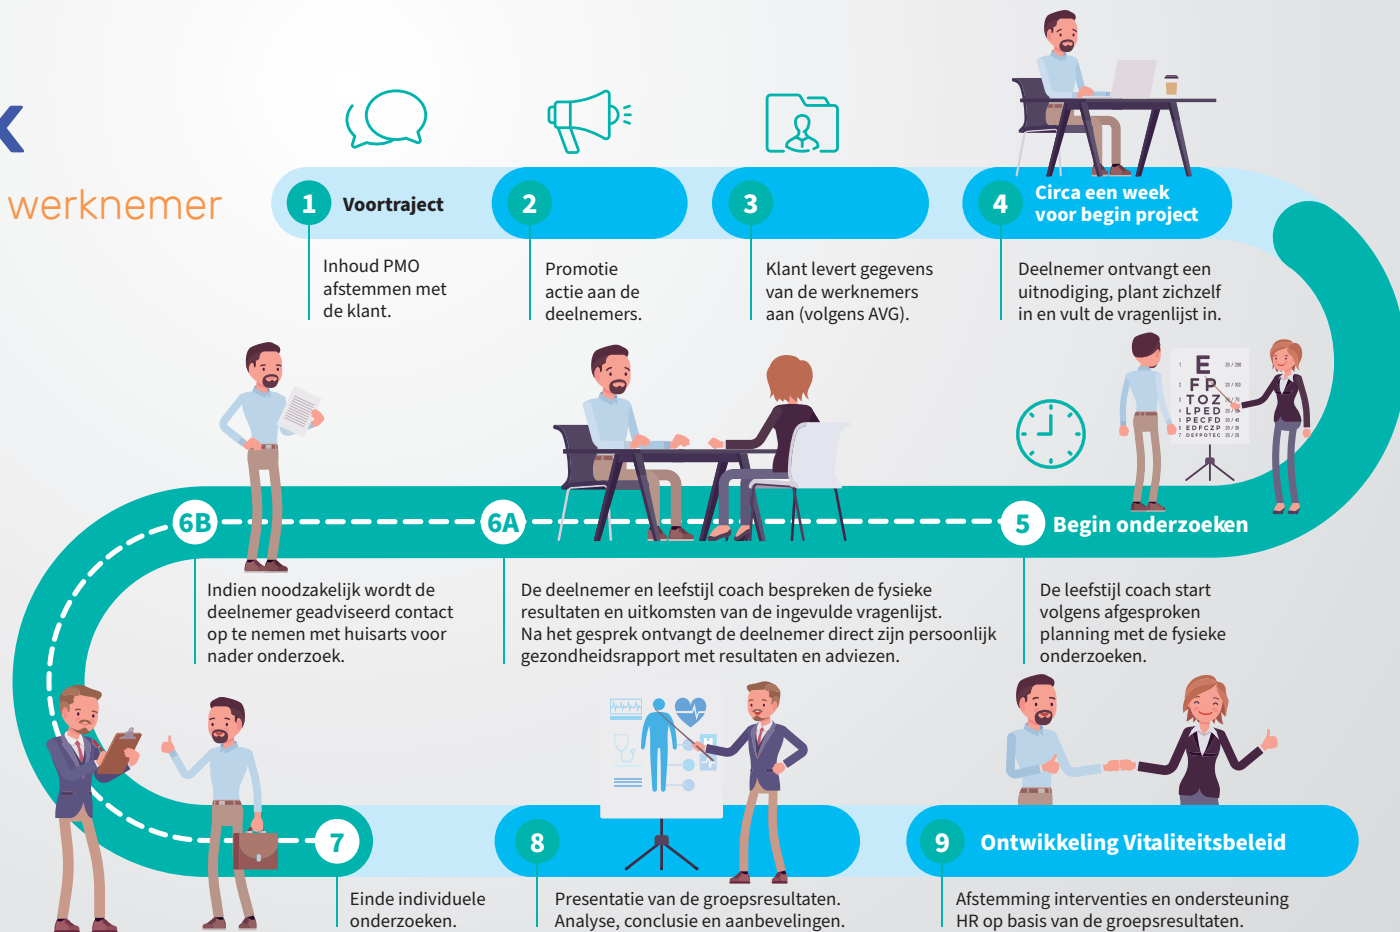 werknemer
1 Voortraject
Inhoud PMO
afstemmen met
de klant.
2
Promotie
actie aan de
deelnemers.
3
Klant levert gegevens
van de werknemers
aan (volgens AVG).
4 Circa een week
voor begin project
Deelnemer ontvangt een
uitnodiging, plant zichzelf
in en vult de vragenlijst in.
E
F P
T O Z
L P E D
P E C F D
E D F C Z P
5 Begin onderzoeken
De leefstijl coach start
volgens afgesproken
planning met de fysieke
onderzoeken.
6A
De deelnemer en leefstijl coach bespreken de fysieke
resultaten en uitkomsten van de ingevulde vragenlijst.
Na het gesprek ontvangt de deelnemer direct zijn persoonlijk
gezondheidsrapport met resultaten en adviezen.
6B
Indien noodzakelijk wordt de
deelnemer geadviseerd contact
op te nemen met huisarts voor
nader onderzoek.
7
Einde individuele
onderzoeken.
8
Presentatie van de groepsresultaten.
Analyse, conclusie en aanbevelingen.
9 Ontwikkeling Vitaliteitsbeleid
Afstemming interventies en ondersteuning
HR op basis van de groepsresultaten.